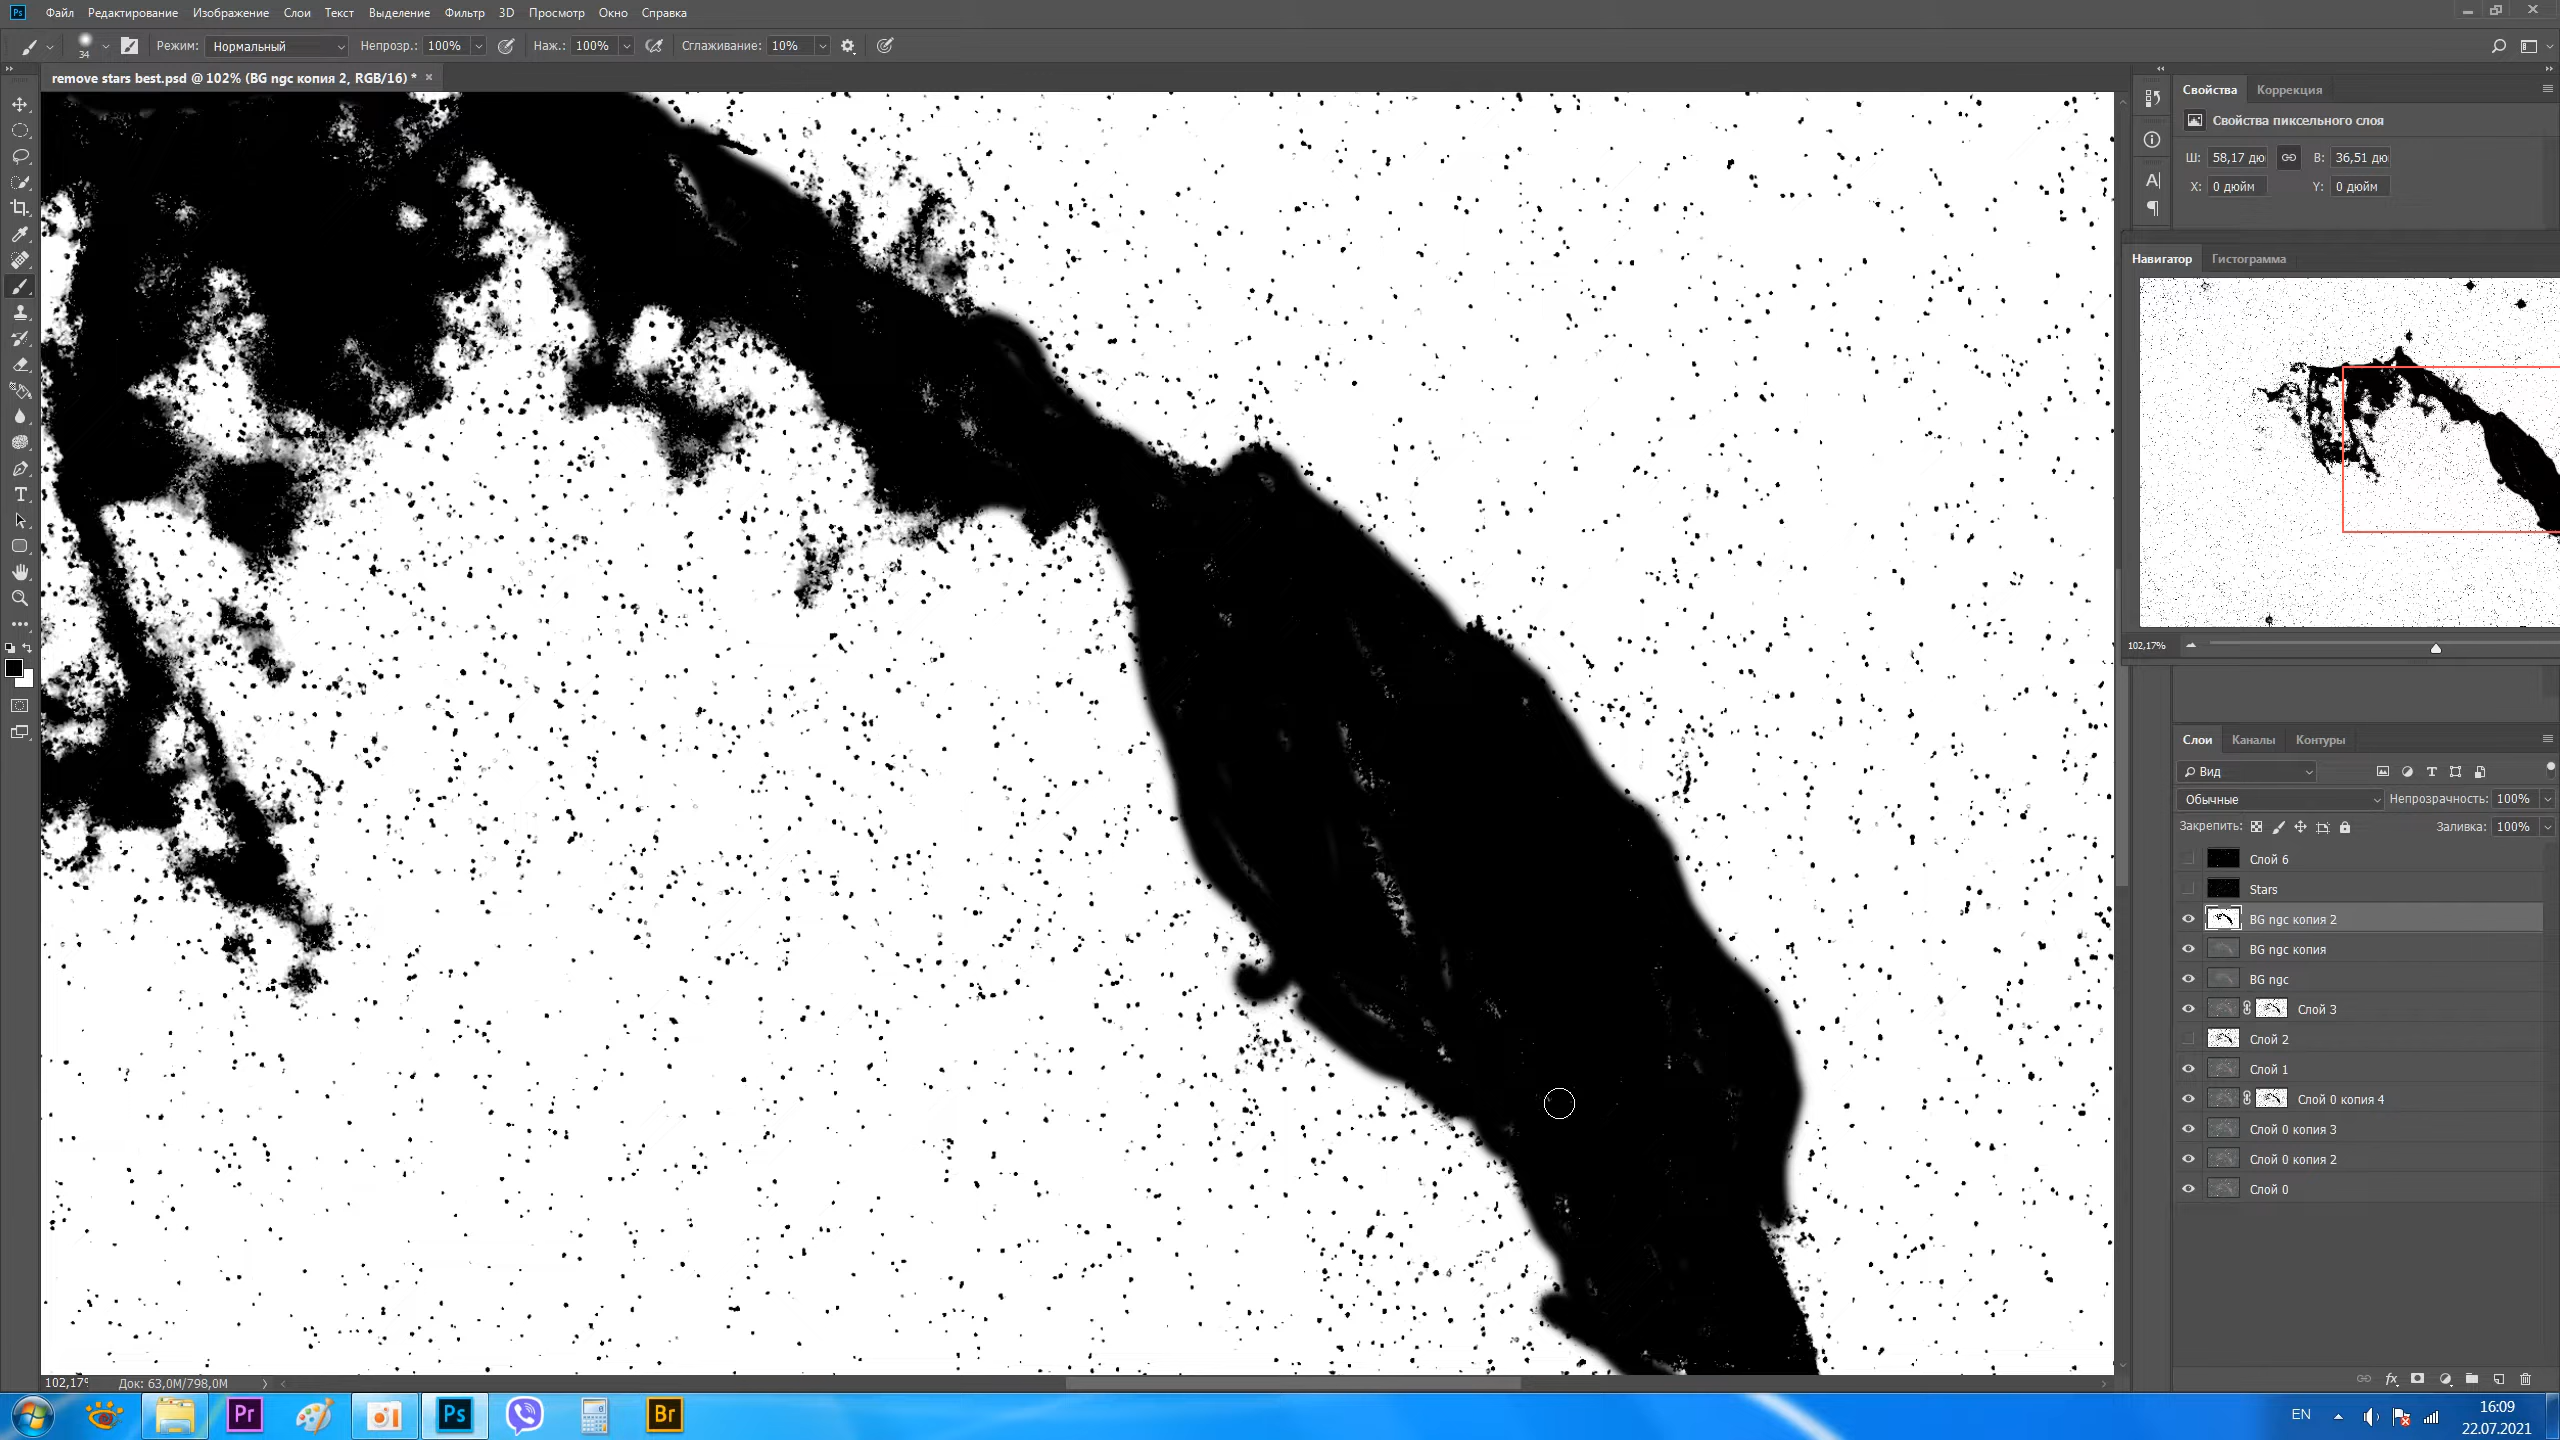 Ps Файл Редактирование Изображение Слои Текст Выделение Фильтр 3D Просмотр Окно Справка
34 Режим: Нормальный Непрозр.: 100% Наж.: 100% Сглаживание: 10%
remove stars best.psd @ 102% (BG ngc копия 2, RGB/16) * ×
Свойства Коррекция
Свойства пиксельного слоя
Ш: 58,17 дю В: 36,51 дю
X: 0 дюйм Y: 0 дюйм
Навигатор Гистограмма
102,17%
Слои Каналы Контуры
Вид
Обычные Непрозрачность: 100%
Закрепить: Заливка: 100%
Слой 6
Stars
BG ngc копия 2
BG ngc копия
BG ngc
Слой 3
Слой 2
Слой 1
Слой 0 копия 4
Слой 0 копия 3
Слой 0 копия 2
Слой 0
fx
102,17% Док: 63,0M/798,0M
Pr Ps Br
EN
16:09
22.07.2021